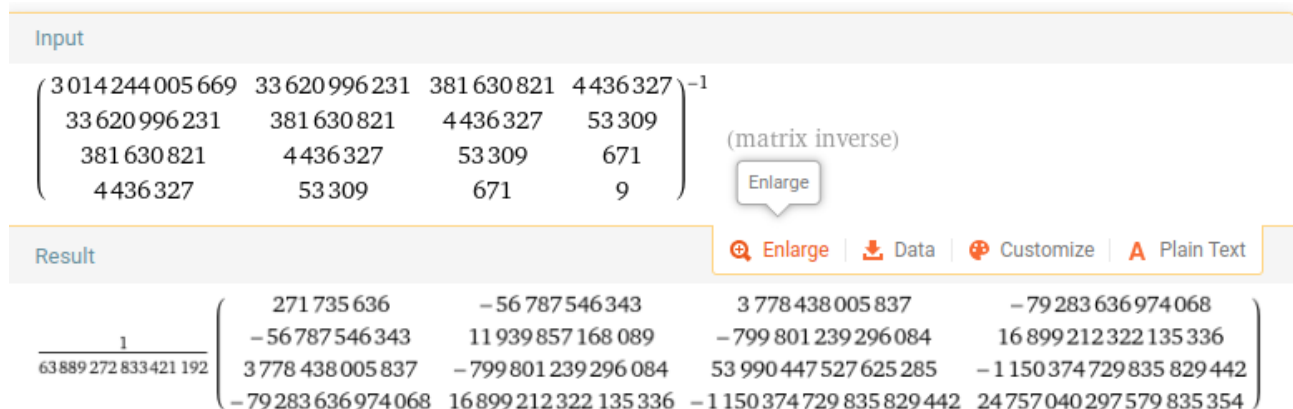 Input
3 014 244 005 669 33 620 996 231 381 630 821 4 436 327 −1
33 620 996 231 381 630 821 4 436 327 53 309
381 630 821 4 436 327 53 309 671
4 436 327 53 309 671 9
(matrix inverse)
Enlarge
Result
Enlarge Data Customize A Plain Text
1
63 889 272 833 421 192
271 735 636 −56 787 546 343 3 778 438 005 837 −79 283 636 974 068
−56 787 546 343 11 939 857 168 089 −799 801 239 296 084 16 899 212 322 135 336
3 778 438 005 837 −799 801 239 296 084 53 990 447 527 625 285 −1 150 374 729 835 829 442
−79 283 636 974 068 16 899 212 322 135 336 −1 150 374 729 835 829 442 24 757 040 297 579 835 354